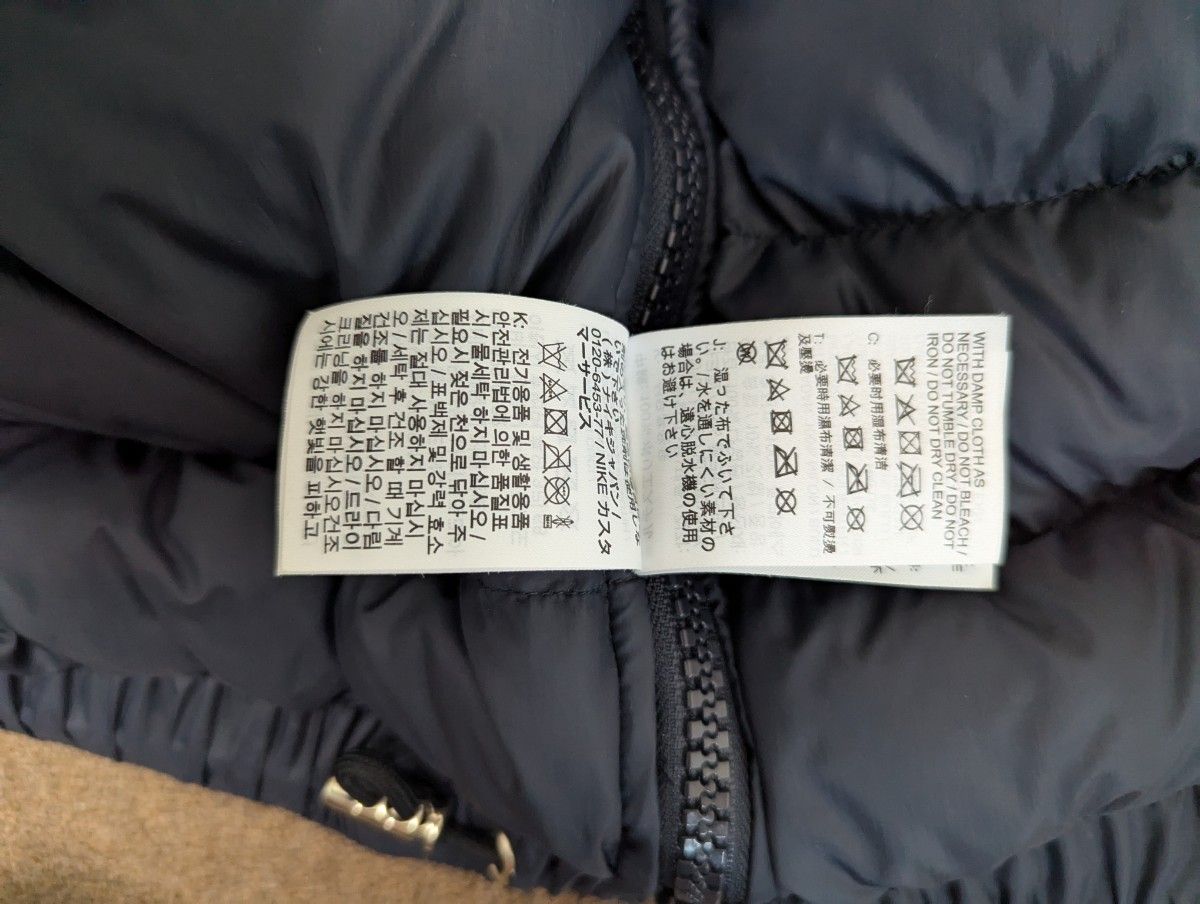 WITH DAMP CLOTH AS
NECESSARY / DO NOT BLEACH /
DO NOT TUMBLE DRY / DO NOT
IRON / DO NOT DRY CLEAN
C: 必要时用湿布清洁
T: 必要時用濕布清潔 / 不可熨燙
及壓燙
J: 湿った布でふいて下さ
い。/ 水を通しにくい素材の
場合は、遠心脱水機の使用
はお避け下さい
(株)ナイキジャパン/
0120-6453-77 / NIKE カスタ
マーサービス
K: 전기용품 및 생활용품
안전관리법에 의한 품질표
시 / 물세탁 하지 마십시오 /
필요시 젖은 천으로 닦아 주
십시오 / 표백제 및 강력 효소
제는 절대 사용하지 마십시
오 / 세탁 후 건조 할 때 기계
건조를 하지 마십시오 / 다림
질을 하지 마십시오 / 드라이
크리닝을 하지 마십시오 건조
시에는 강한 햇빛을 피하고